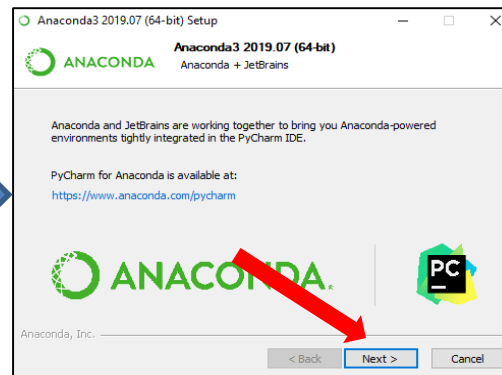 Anaconda3 2019.07 (64-bit) Setup
Anaconda3 2019.07 (64-bit)
ANACONDA
Anaconda + JetBrains
Anaconda and JetBrains are working together to bring you Anaconda-powered
environments tightly integrated in the PyCharm IDE.
PyCharm for Anaconda is available at:
https://www.anaconda.com/pycharm
ANACONDA®
PC
Anaconda, Inc.
< Back Next > Cancel